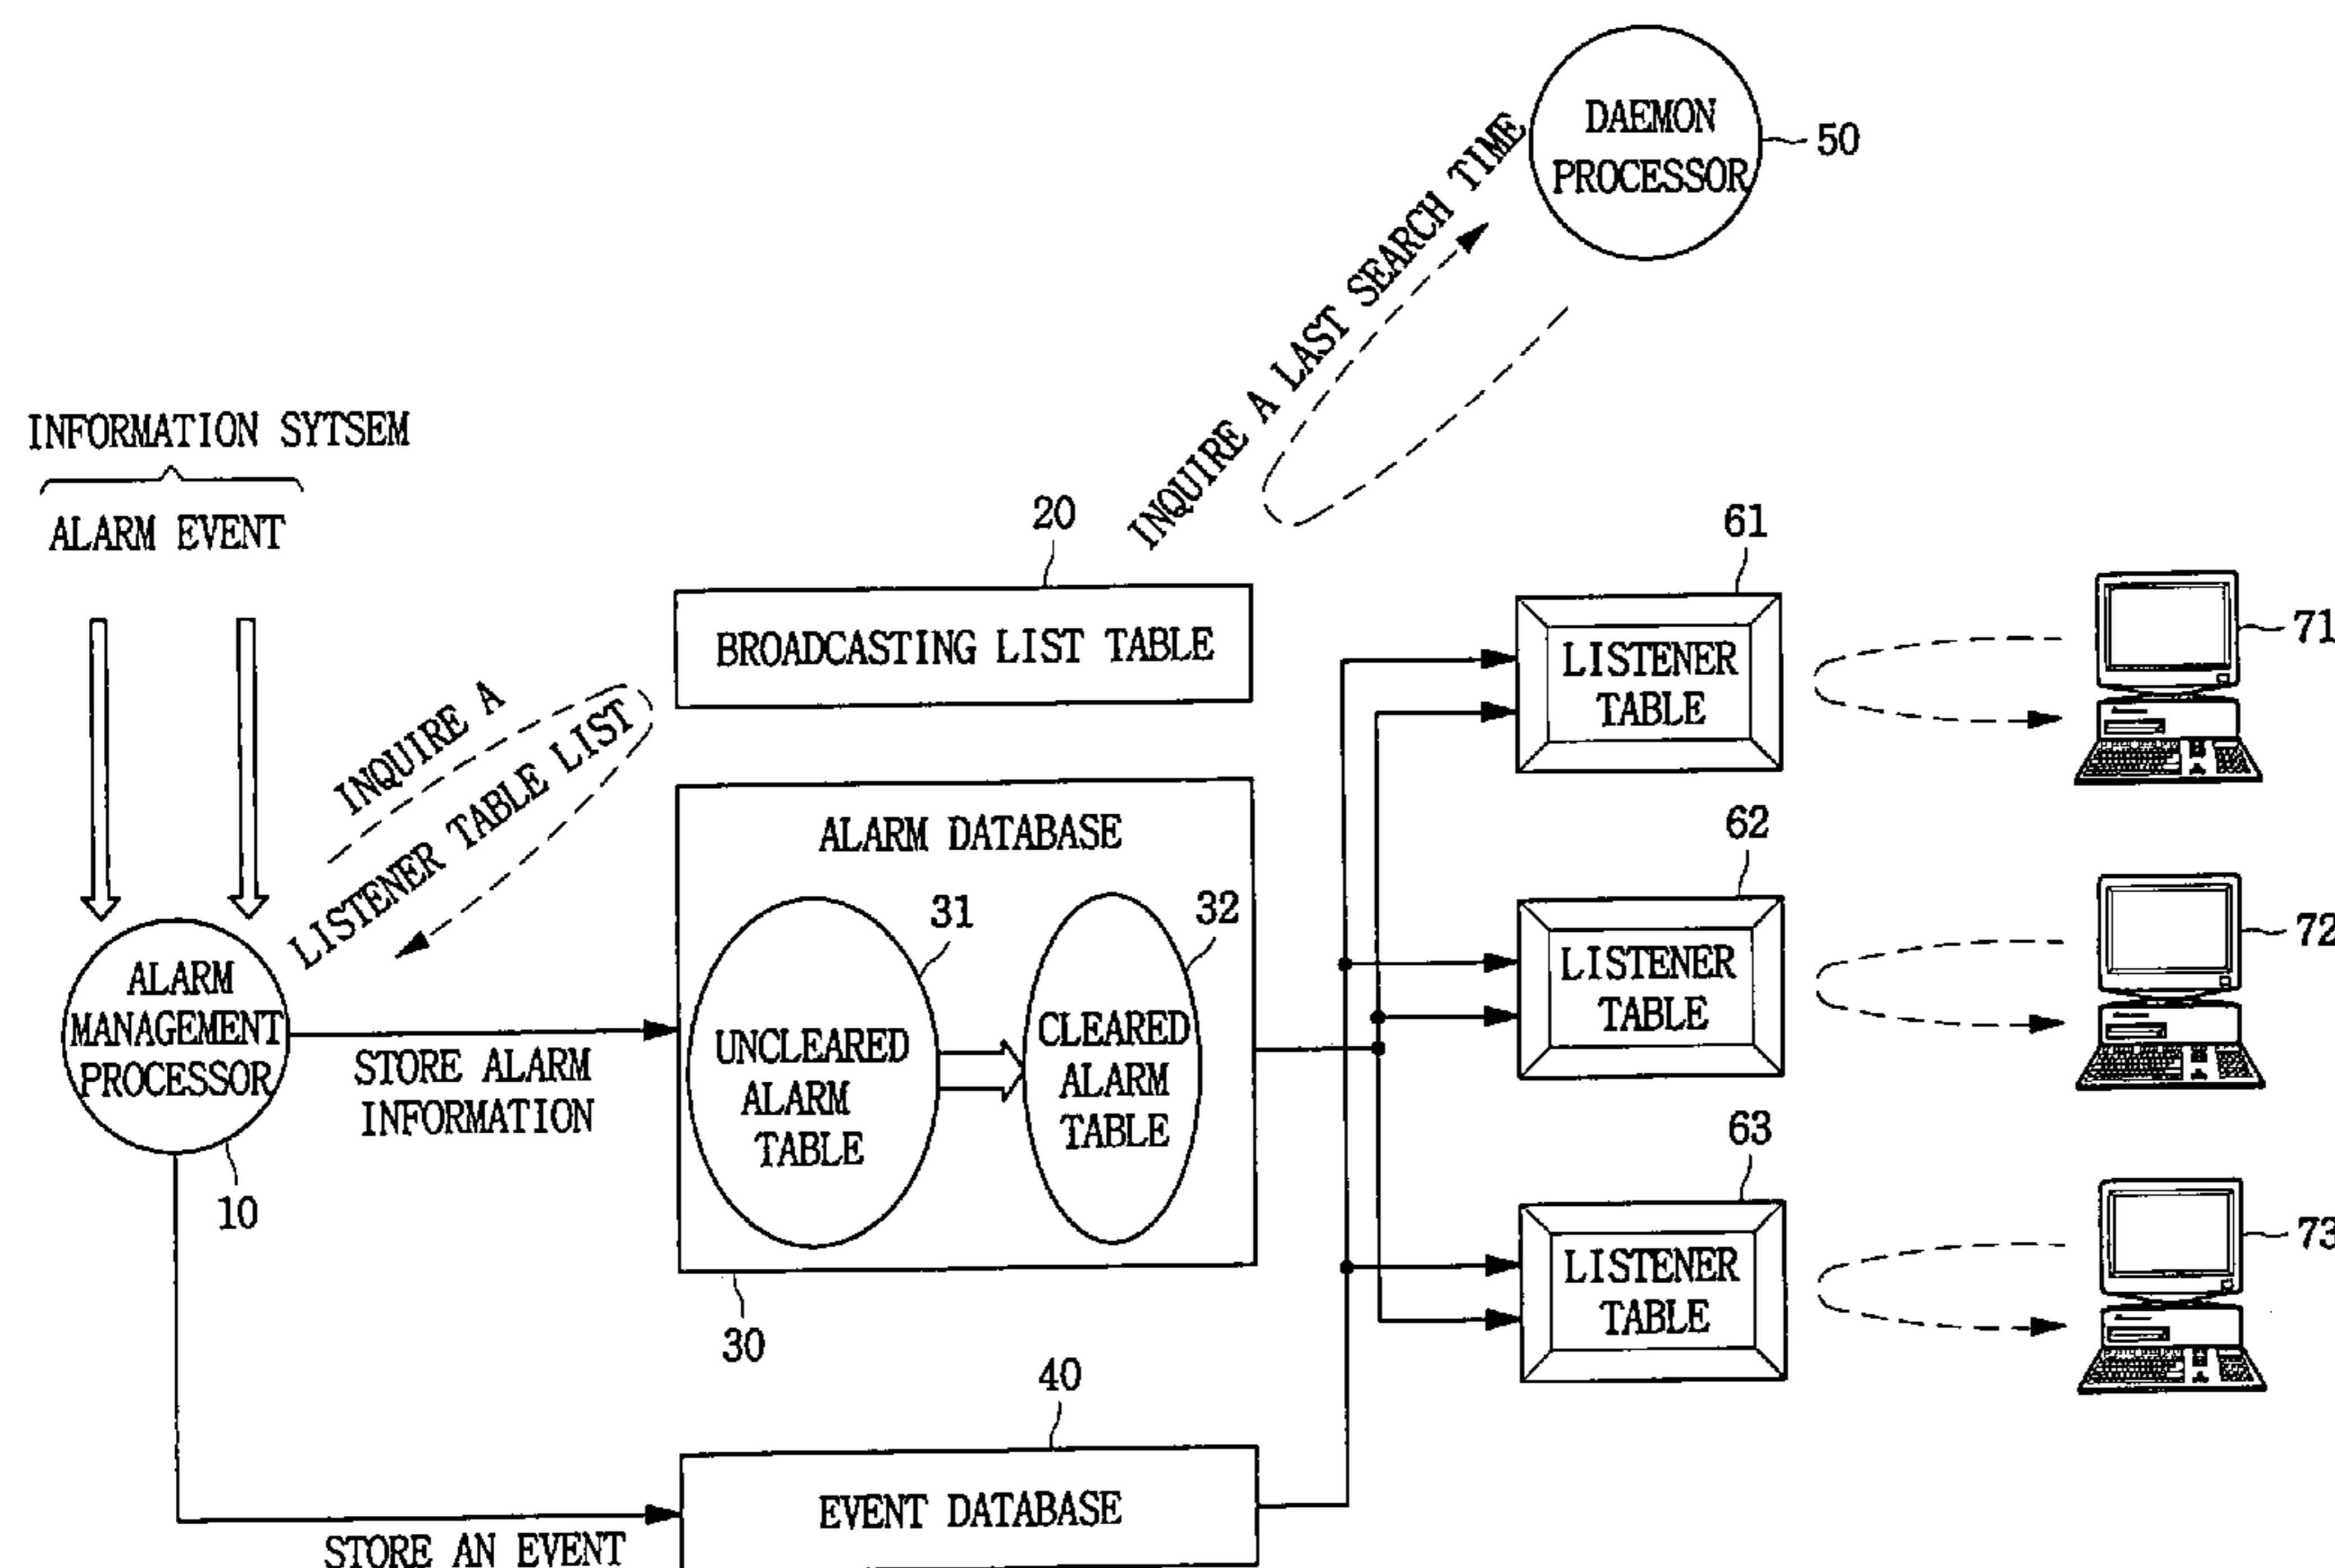 DAEMON
PROCESSOR
50
INQUIRE A LAST SEARCH TIME
INFORMATION SYTSEM
ALARM EVENT
20
BROADCASTING LIST TABLE
INQUIRE A
LISTENER TABLE LIST
61
LISTENER
TABLE
71
ALARM DATABASE
31
32
UNCLEARED
ALARM
TABLE
CLEARED
ALARM
TABLE
30
62
LISTENER
TABLE
72
ALARM
MANAGEMENT
PROCESSOR
10
STORE ALARM
INFORMATION
63
LISTENER
TABLE
73
40
EVENT DATABASE
STORE AN EVENT